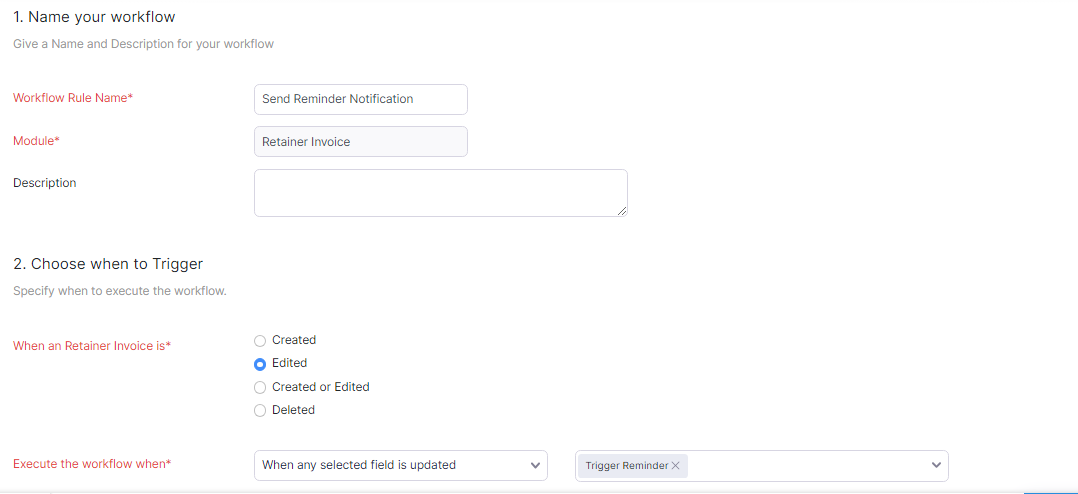 1. Name your workflow
Give a Name and Description for your workflow
Workflow Rule Name*
Send Reminder Notification
Module*
Retainer Invoice
Description
2. Choose when to Trigger
Specify when to execute the workflow.
When an Retainer Invoice is*
Created
Edited
Created or Edited
Deleted
Execute the workflow when*
When any selected field is updated
Trigger Reminder